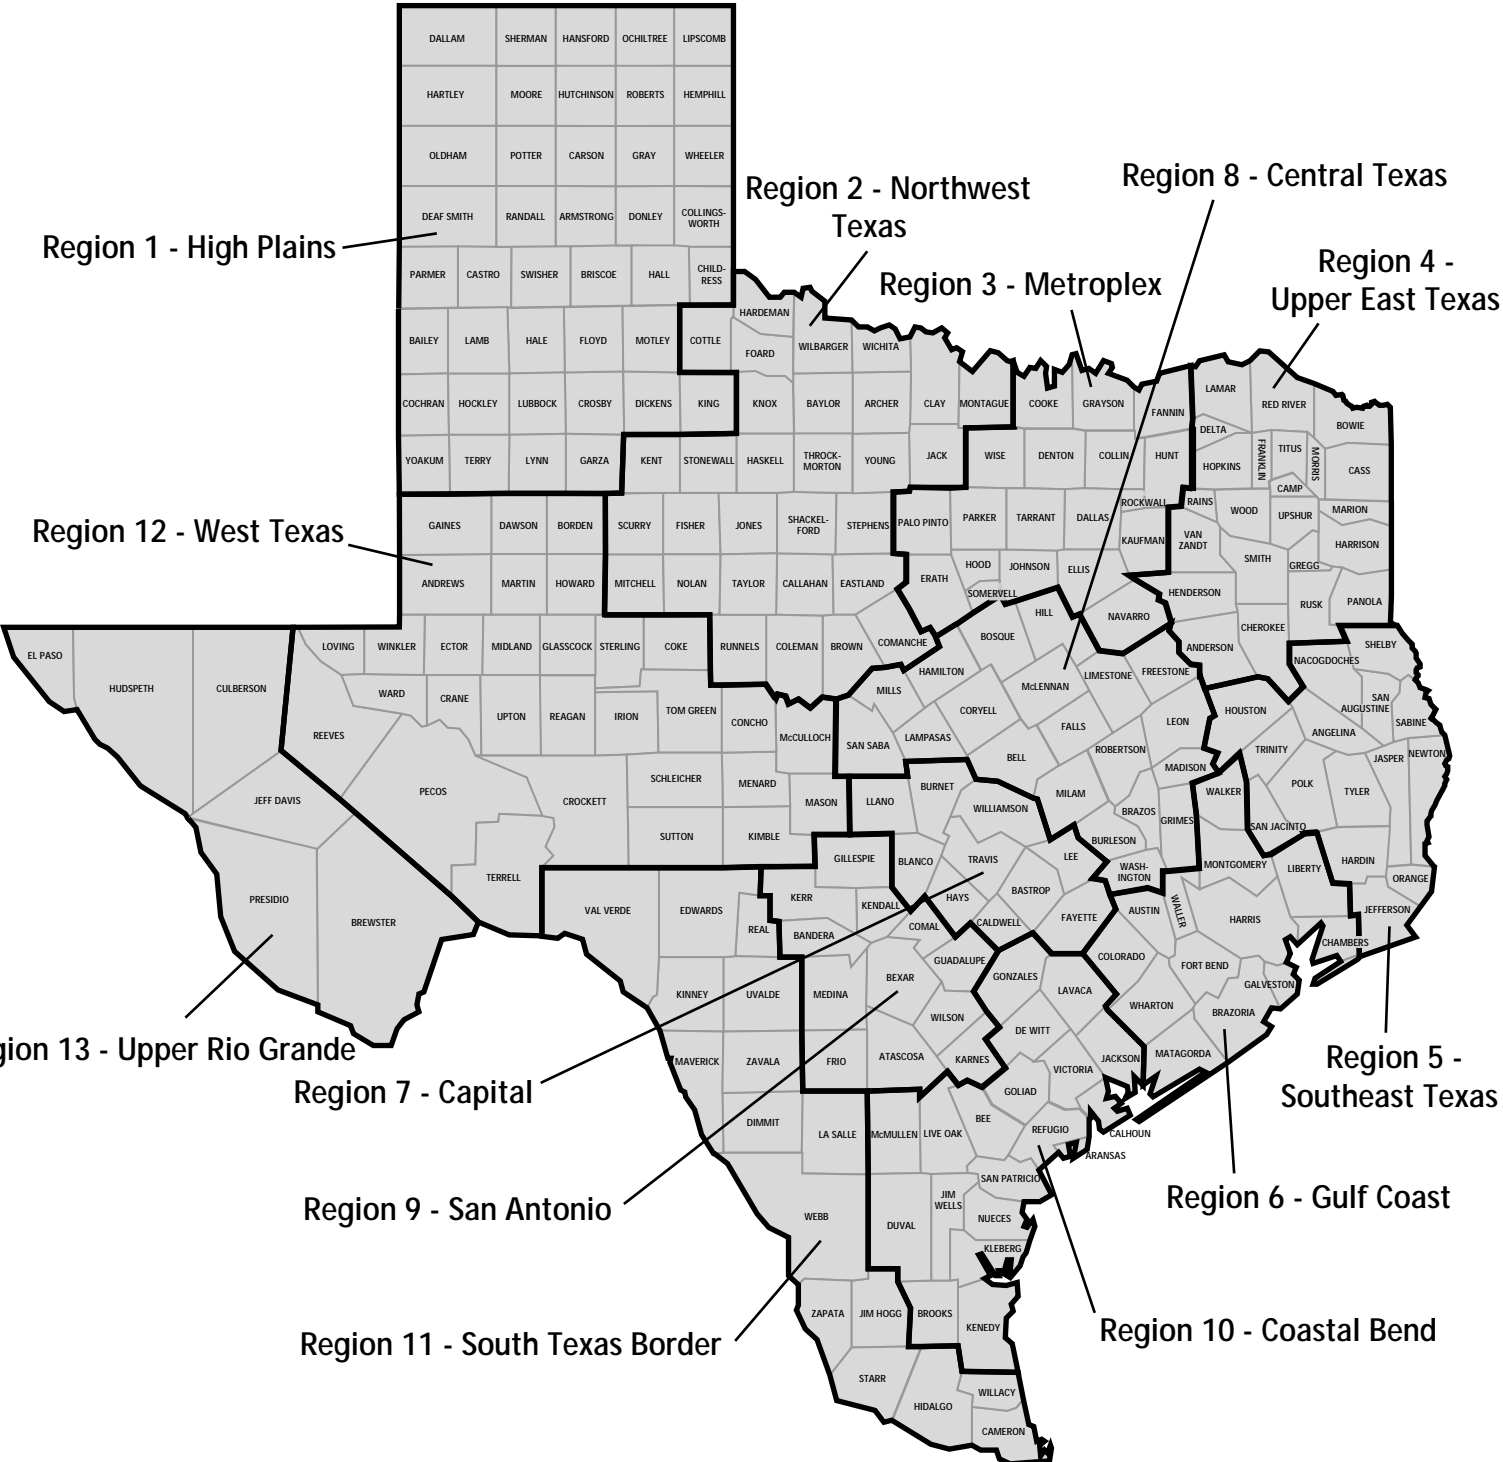 DALLAM SHERMAN HANSFORD OCHILTREE LIPSCOMB
HARTLEY MOORE HUTCHINSON ROBERTS HEMPHILL
OLDHAM POTTER CARSON GRAY WHEELER
Region 8 - Central Texas
Region 2 - Northwest
Texas
DEAF SMITH RANDALL ARMSTRONG DONLEY COLLINGS-
WORTH
Region 1 - High Plains
Region 4 -
Upper East Texas
Region 3 - Metroplex
PARMER CASTRO SWISHER BRISCOE HALL CHILD-
RESS
HARDEMAN
BAILEY LAMB HALE FLOYD MOTLEY COTTLE FOARD WILBARGER WICHITA
COCHRAN HOCKLEY LUBBOCK CROSBY DICKENS KING KNOX BAYLOR ARCHER CLAY MONTAGUE COOKE GRAYSON FANNIN LAMAR RED RIVER BOWIE
DELTA
YOAKUM TERRY LYNN GARZA KENT STONEWALL HASKELL THROCK-
MORTON
YOUNG JACK WISE DENTON COLLIN HUNT HOPKINS FRANKLIN TITUS MORRIS CASS
CAMP
Region 12 - West Texas
GAINES DAWSON BORDEN SCURRY FISHER JONES SHACKEL-
FORD
STEPHENS PALO PINTO PARKER TARRANT DALLAS ROCKWALL RAINS WOOD UPSHUR MARION
KAUFMAN VAN
ZANDT
SMITH GREGG HARRISON
ANDREWS MARTIN HOWARD MITCHELL NOLAN TAYLOR CALLAHAN EASTLAND ERATH HOOD JOHNSON ELLIS
SOMERVELL HENDERSON RUSK PANOLA
HILL NAVARRO CHEROKEE
EL PASO HUDSPETH CULBERSON LOVING WINKLER ECTOR MIDLAND GLASSCOCK STERLING COKE RUNNELS COLEMAN BROWN COMANCHE BOSQUE ANDERSON SHELBY
NACOGDOCHES
WARD CRANE UPTON REAGAN IRION TOM GREEN CONCHO MILLS HAMILTON McLENNAN LIMESTONE FREESTONE
SAN
AUGUSTINE
SABINE
REEVES McCULLOCH SAN SABA LAMPASAS CORYELL FALLS LEON HOUSTON ANGELINA
BELL ROBERTSON TRINITY JASPER NEWTON
MADISON
JEFF DAVIS PECOS CROCKETT SCHLEICHER MENARD MASON LLANO BURNET WILLIAMSON MILAM BRAZOS GRIMES WALKER POLK TYLER
SAN JACINTO
SUTTON KIMBLE BURLESON
GILLESPIE BLANCO TRAVIS LEE WASH-
INGTON
MONTGOMERY LIBERTY HARDIN ORANGE
PRESIDIO BREWSTER TERRELL VAL VERDE EDWARDS REAL KERR KENDALL HAYS BASTROP
BANDERA COMAL CALDWELL FAYETTE AUSTIN WALLER HARRIS JEFFERSON
CHAMBERS
KINNEY UVALDE MEDINA BEXAR GUADALUPE GONZALES COLORADO FORT BEND GALVESTON
WILSON LAVACA WHARTON BRAZORIA
gion 13 - Upper Rio Grande
MAVERICK ZAVALA FRIO ATASCOSA KARNES DE WITT JACKSON MATAGORDA
VICTORIA
Region 5 -
Southeast Texas
Region 7 - Capital
GOLIAD
DIMMIT LA SALLE McMULLEN LIVE OAK BEE REFUGIO CALHOUN
ARANSAS
SAN PATRICIO
Region 9 - San Antonio
Region 6 - Gulf Coast
WEBB DUVAL JIM
WELLS
NUECES
KLEBERG
ZAPATA JIM HOGG BROOKS KENEDY
Region 11 - South Texas Border
Region 10 - Coastal Bend
STARR HIDALGO WILLACY
CAMERON